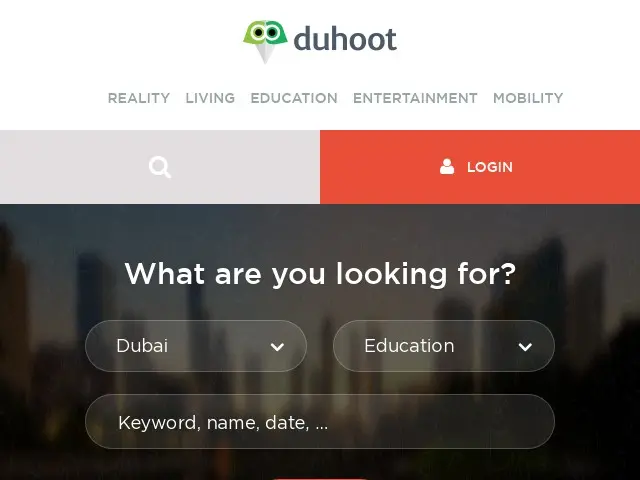 duhoot
REALITY LIVING EDUCATION ENTERTAINMENT MOBILITY
LOGIN
What are you looking for?
Dubai Education
Keyword, name, date, ...